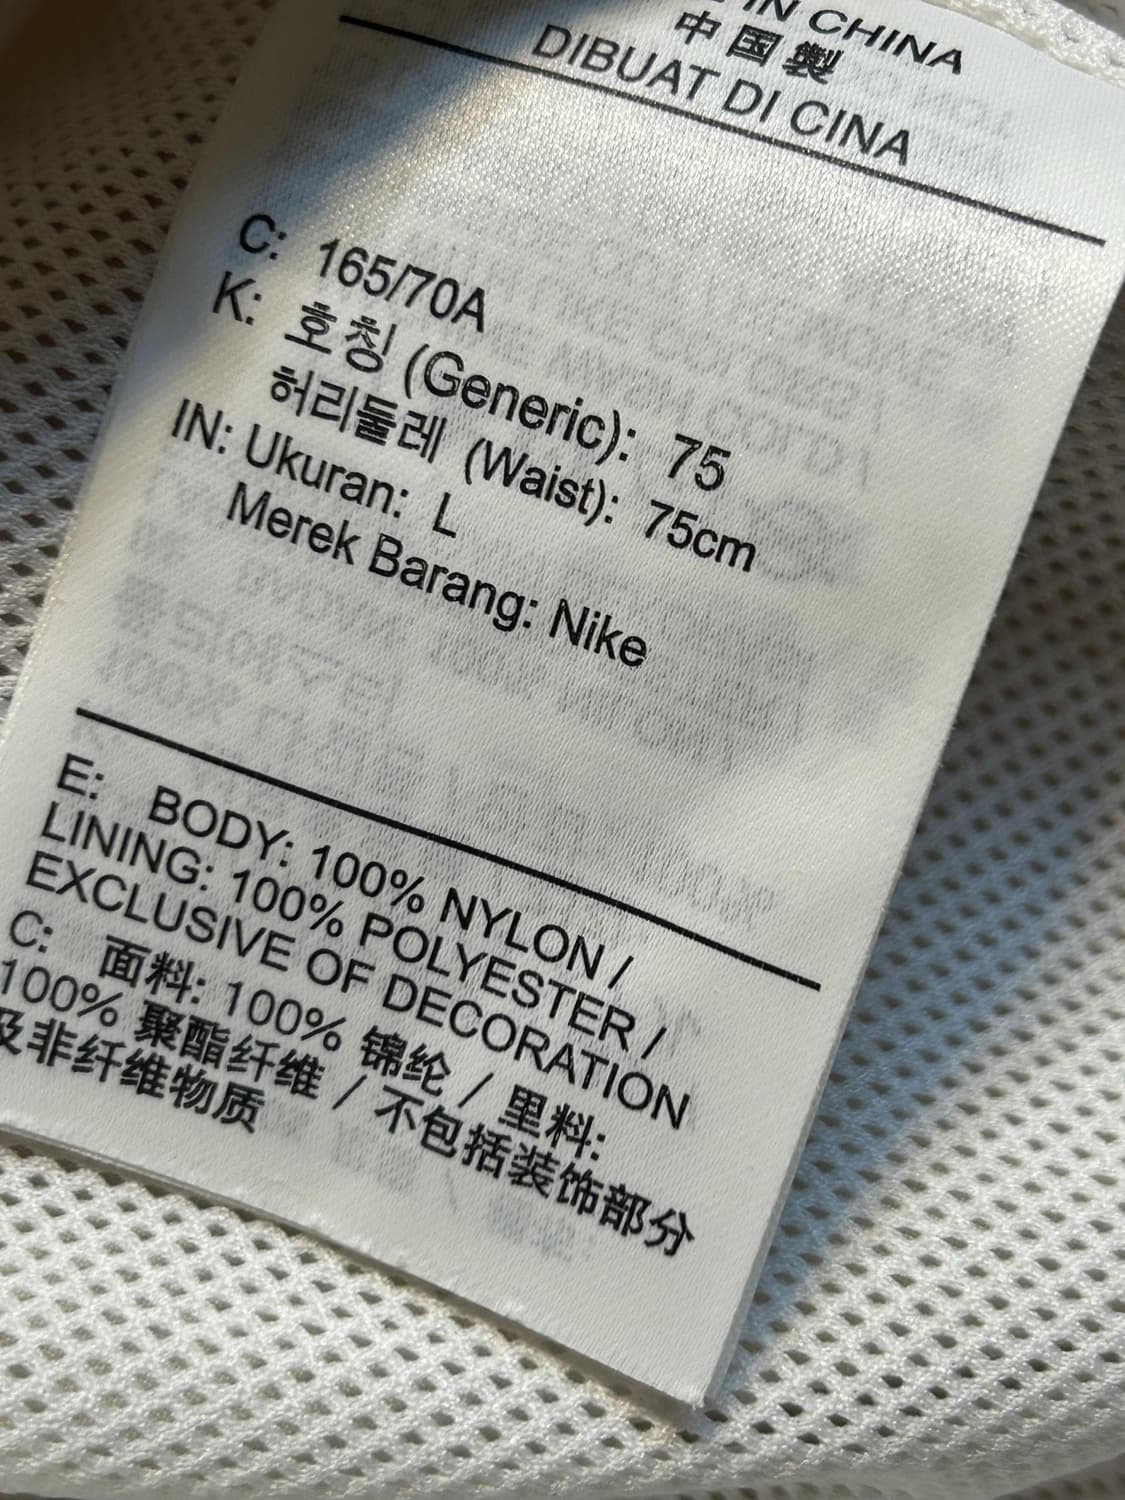 IN CHINA
中国製
DIBUAT DI CINA
C: 165/70A
K: 호칭 (Generic): 75
허리둘레 (Waist): 75cm
IN: Ukuran: L
Merek Barang: Nike
E: BODY: 100% NYLON /
LINING: 100% POLYESTER /
EXCLUSIVE OF DECORATION
C: 面料: 100% 锦纶 / 里料:
100% 聚酯纤维 / 不包括装饰部分
及非纤维物质